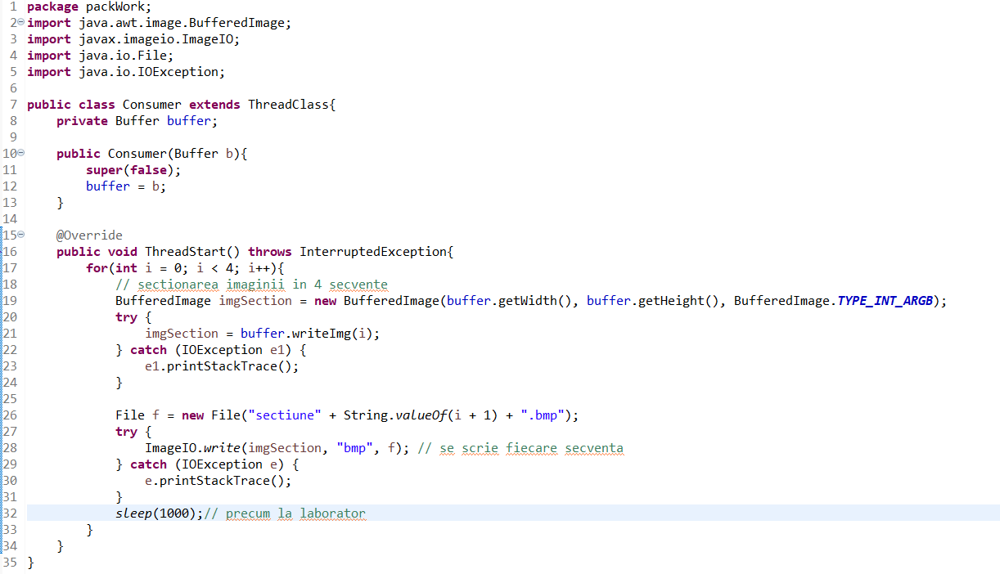 1 package packWork;
2 import java.awt.image.BufferedImage;
3 import javax.imageio.ImageIO;
4 import java.io.File;
5 import java.io.IOException;
6
7 public class Consumer extends ThreadClass{
8     private Buffer buffer;
9
10     public Consumer(Buffer b){
11         super(false);
12         buffer = b;
13     }
14
15     @Override
16     public void ThreadStart() throws InterruptedException{
17         for(int i = 0; i < 4; i++){
18             // sectionarea imaginii in 4 secvente
19             BufferedImage imgSection = new BufferedImage(buffer.getWidth(), buffer.getHeight(), BufferedImage.TYPE_INT_ARGB);
20             try {
21                 imgSection = buffer.writeImg(i);
22             } catch (IOException e1) {
23                 e1.printStackTrace();
24             }
25
26             File f = new File("sectiune" + String.valueOf(i + 1) + ".bmp");
27             try {
28                 ImageIO.write(imgSection, "bmp", f); // se scrie fiecare secventa
29             } catch (IOException e) {
30                 e.printStackTrace();
31             }
32             sleep(1000);// precum la laborator
33         }
34     }
35 }